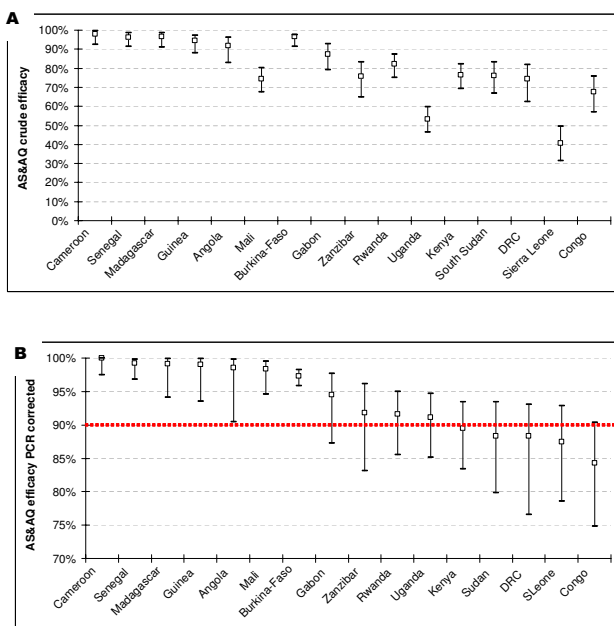 A
100%
90%
80%
70%
60%
50%
40%
30%
20%
10%
0%
AS&AQ crude efficacy
Cameroon
Senegal
Madagascar
Guinea
Angola
Mali
Burkina-Faso
Gabon
Zanzibar
Rwanda
Uganda
Kenya
South Sudan
DRC
Sierra Leone
Congo
B
100%
95%
90%
85%
80%
75%
70%
AS&AQ efficacy PCR corrected
Cameroon
Senegal
Madagascar
Guinea
Angola
Mali
Burkina-Faso
Gabon
Zanzibar
Rwanda
Uganda
Kenya
Sudan
DRC
SLeone
Congo